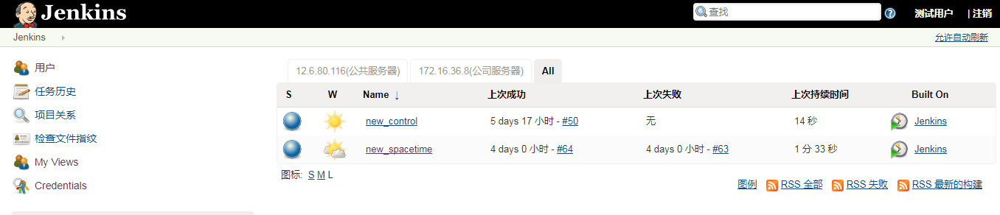 Jenkins
查找
测试用户 | 注销
Jenkins
允许自动刷新
用户
任务历史
项目关系
检查文件指纹
My Views
Credentials
12.6.80.116(公共服务器) 172.16.36.8(公司服务器) All
S W Name ↓ 上次成功 上次失败 上次持续时间 Built On
new_control 5 days 17 小时 - #50 无 14 秒 Jenkins
new_spacetime 4 days 0 小时 - #64 4 days 0 小时 - #63 1 分 33 秒 Jenkins
图标: S M L
图例 RSS 全部 RSS 失败 RSS 最新的构建